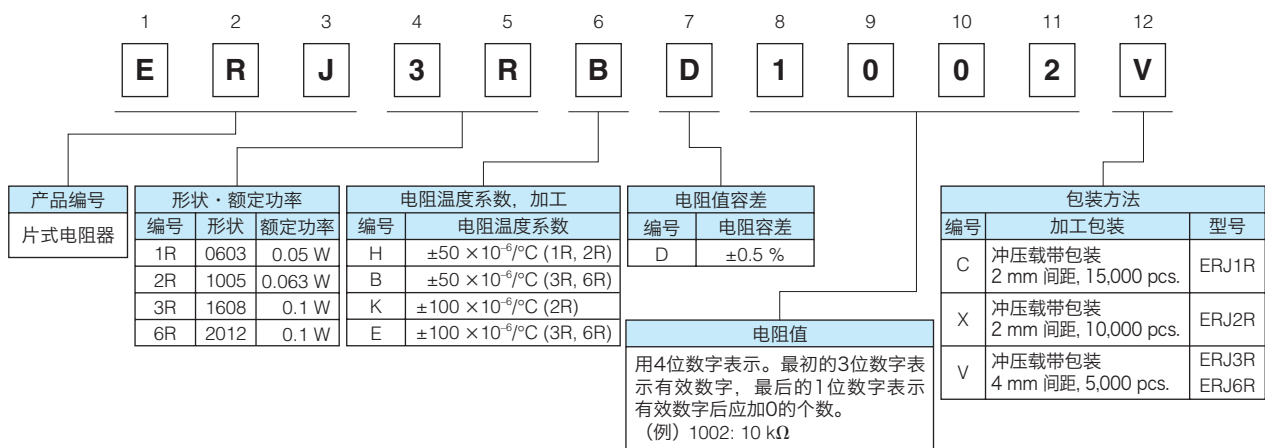 1 2 3 4 5 6 7 8 9 10 11 12
E R J 3 R B D 1 0 0 2 V
产品编号
片式电阻器
形状・额定功率
编号 形状 额定功率
1R 0603 0.05 W
2R 1005 0.063 W
3R 1608 0.1 W
6R 2012 0.1 W
电阻温度系数，加工
编号 电阻温度系数
H ±50 ×10⁻⁶/°C (1R, 2R)
B ±50 ×10⁻⁶/°C (3R, 6R)
K ±100 ×10⁻⁶/°C (2R)
E ±100 ×10⁻⁶/°C (3R, 6R)
电阻值容差
编号 电阻容差
D ±0.5 %
电阻值
用4位数字表示。最初的3位数字表
示有效数字，最后的1位数字表示
有效数字后应加0的个数。
（例）1002: 10 kΩ
包装方法
编号 加工包装 型号
C 冲压载带包装
2 mm 间距, 15,000 pcs. ERJ1R
X 冲压载带包装
2 mm 间距, 10,000 pcs. ERJ2R
V 冲压载带包装 ERJ3R
4 mm 间距, 5,000 pcs. ERJ6R